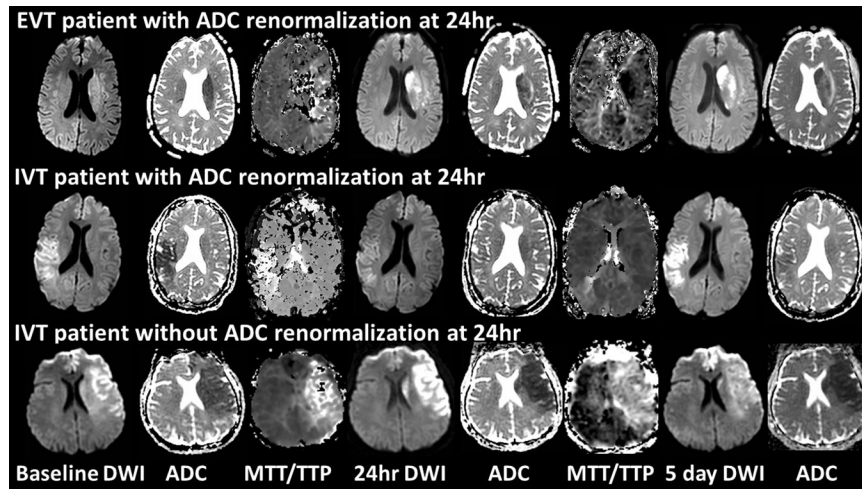 EVT patient with ADC renormalization at 24hr
IVT patient with ADC renormalization at 24hr
IVT patient without ADC renormalization at 24hr
Baseline DWI ADC MTT/TTP 24hr DWI ADC MTT/TTP 5 day DWI ADC